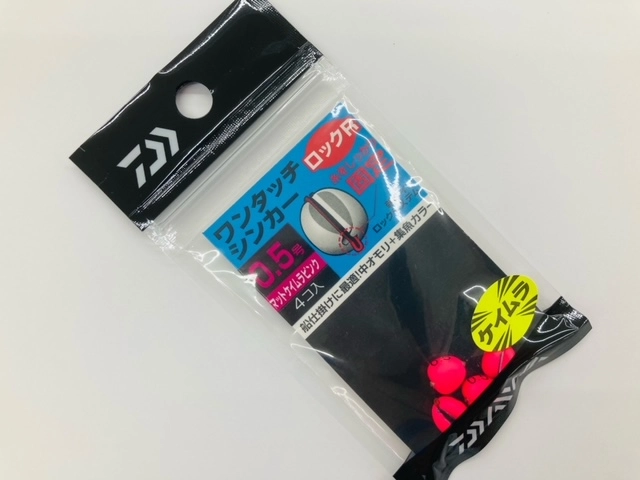 ワンタッチ
シンカー
ロックR
0.5号
マットケイムラピンク
4コ入
船仕掛けに最適!中オモリ+集魚カラー
ケイムラ
DAIWA